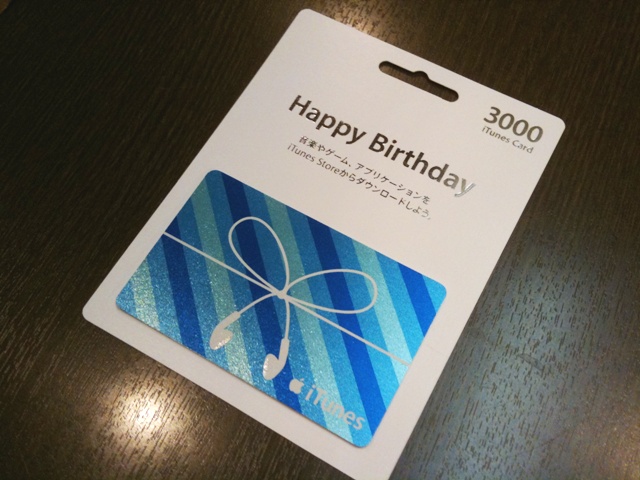 3000
iTunes Card
Happy Birthday
音楽やゲーム、アプリケーションを
iTunes Storeからダウンロードしよう。
iTunes